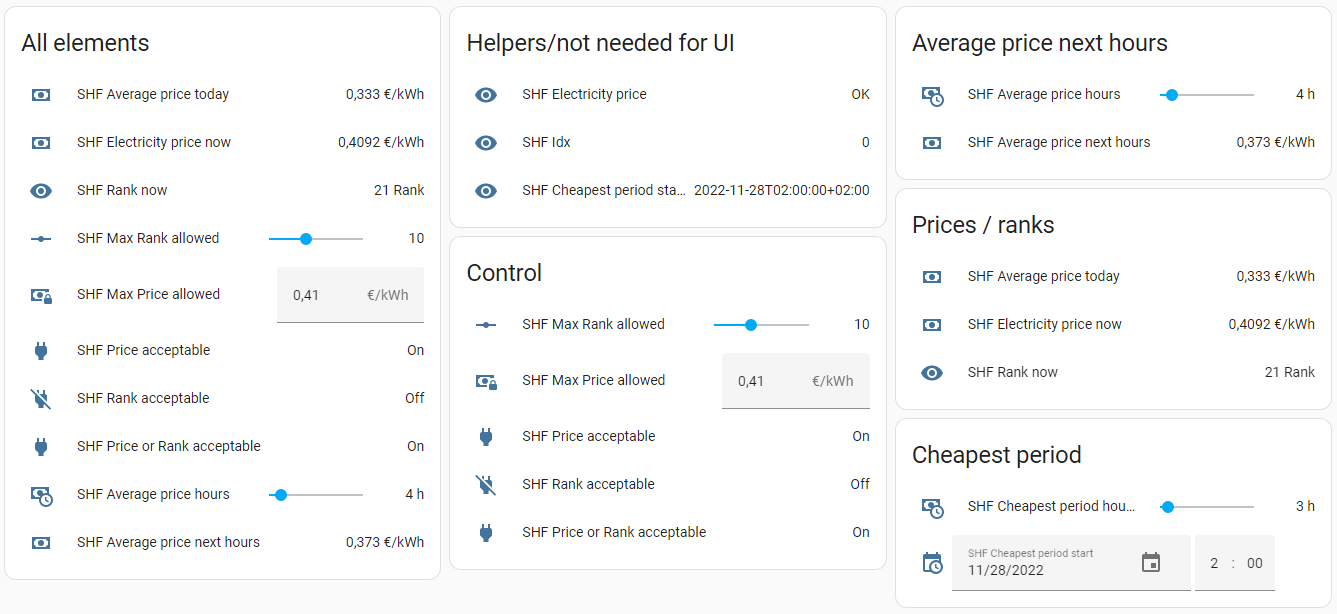 All elements
SHF Average price today 0,333 €/kWh
SHF Electricity price now 0,4092 €/kWh
SHF Rank now 21 Rank
SHF Max Rank allowed 10
SHF Max Price allowed 0,41 €/kWh
SHF Price acceptable On
SHF Rank acceptable Off
SHF Price or Rank acceptable On
SHF Average price hours 4 h
SHF Average price next hours 0,373 €/kWh
Helpers/not needed for UI
SHF Electricity price OK
SHF Idx 0
SHF Cheapest period sta... 2022-11-28T02:00:00+02:00
Control
SHF Max Rank allowed 10
SHF Max Price allowed 0,41 €/kWh
SHF Price acceptable On
SHF Rank acceptable Off
SHF Price or Rank acceptable On
Average price next hours
SHF Average price hours 4 h
SHF Average price next hours 0,373 €/kWh
Prices / ranks
SHF Average price today 0,333 €/kWh
SHF Electricity price now 0,4092 €/kWh
SHF Rank now 21 Rank
Cheapest period
SHF Cheapest period hou... 3 h
SHF Cheapest period start
11/28/2022 2 : 00